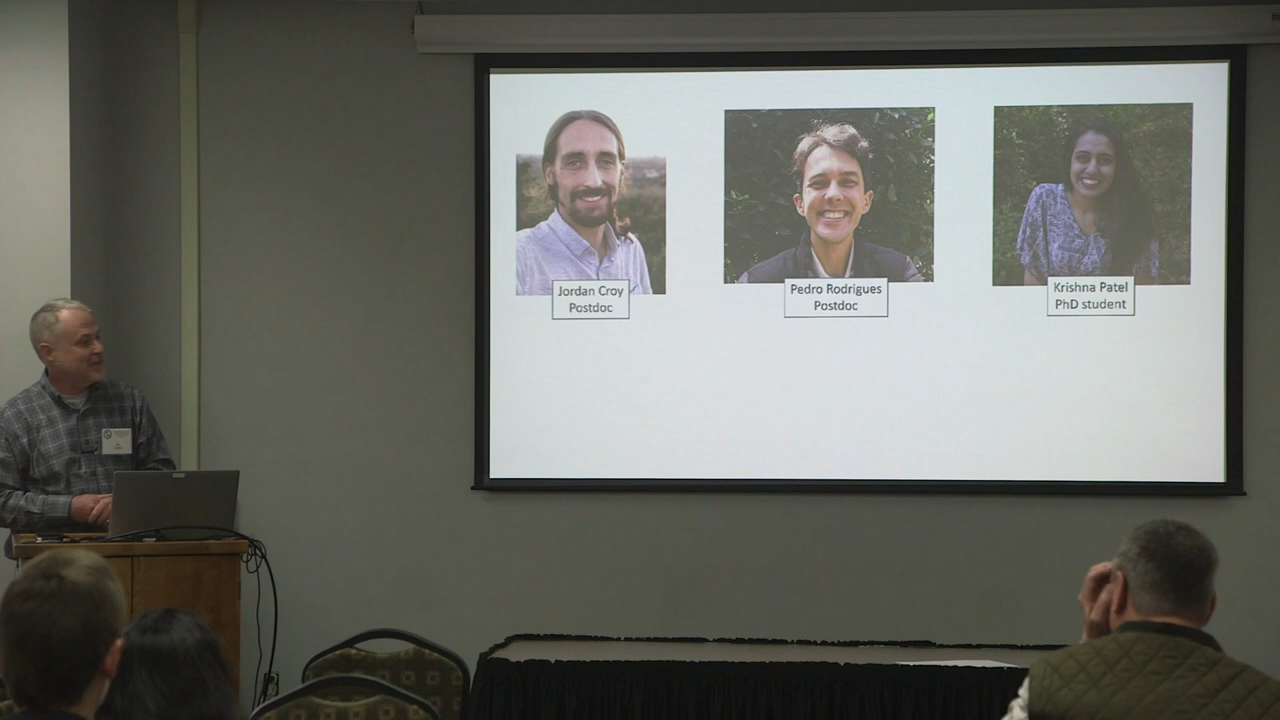 Jordan Croy
Postdoc
Pedro Rodrigues
Postdoc
Krishna Patel
PhD student